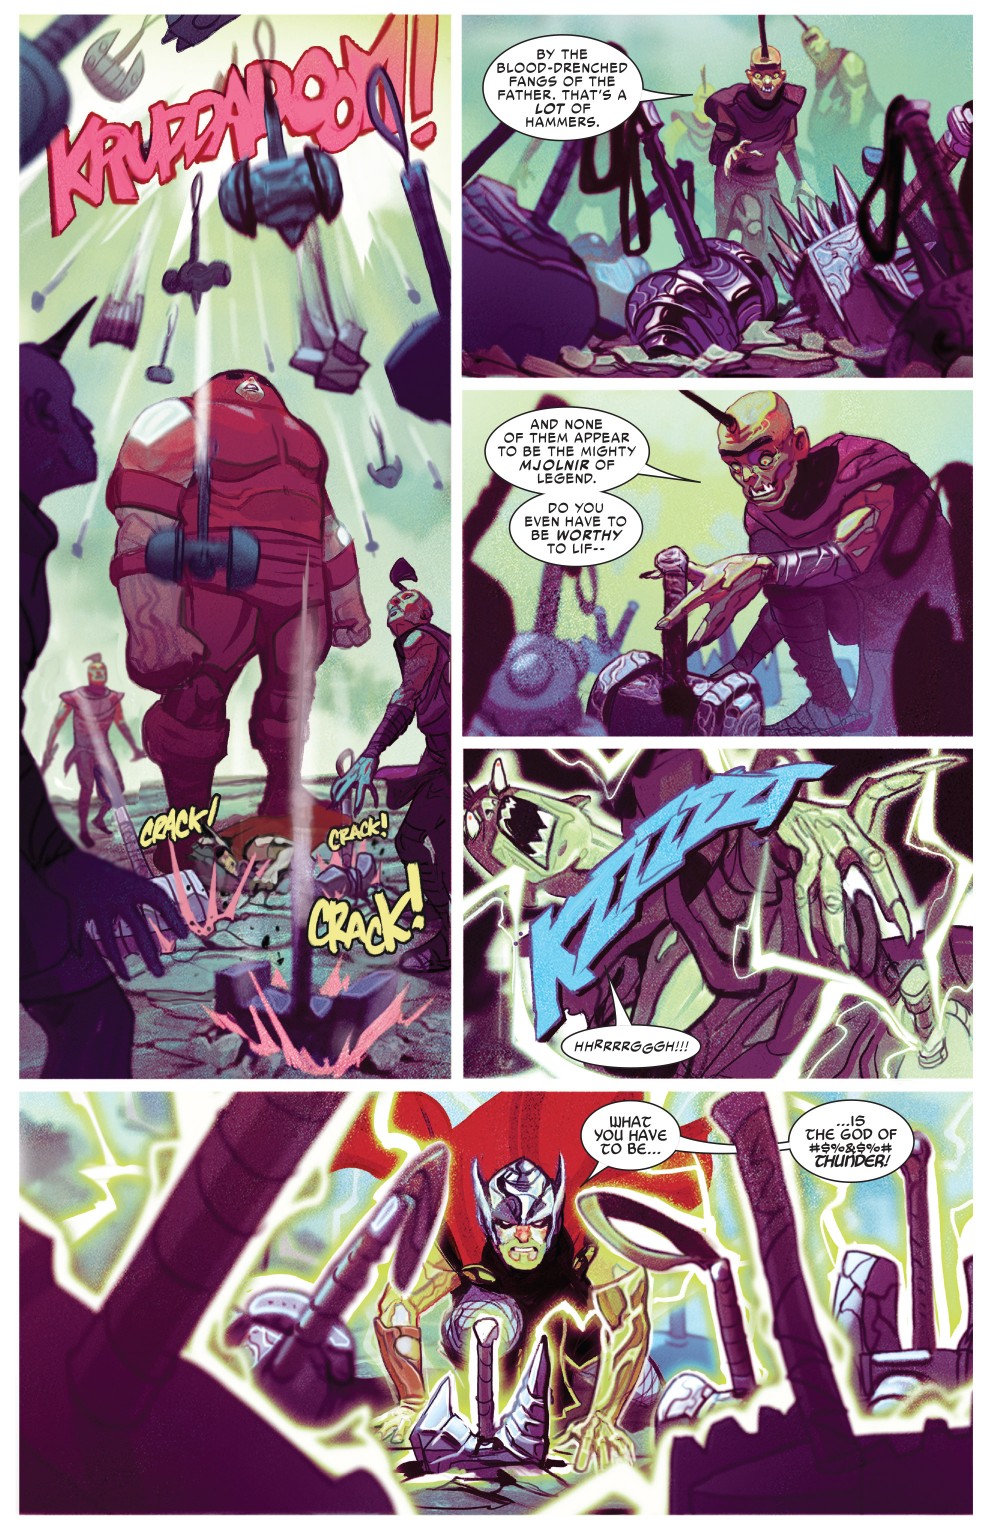 KRUDDABOOM!
CRACK!
CRACK!
CRACK!
BY THE
BLOOD-DRENCHED
FANGS OF THE
FATHER. THAT'S A
LOT OF
HAMMERS.
AND NONE
OF THEM APPEAR
TO BE THE MIGHTY
MJOLNIR OF
LEGEND.
DO YOU
EVEN HAVE TO
BE WORTHY
TO LIF--
KZZZZZT
HHRRRRGGGH!!!
WHAT
YOU HAVE
TO BE...
...IS
THE GOD OF
#$%&$%#
THUNDER!